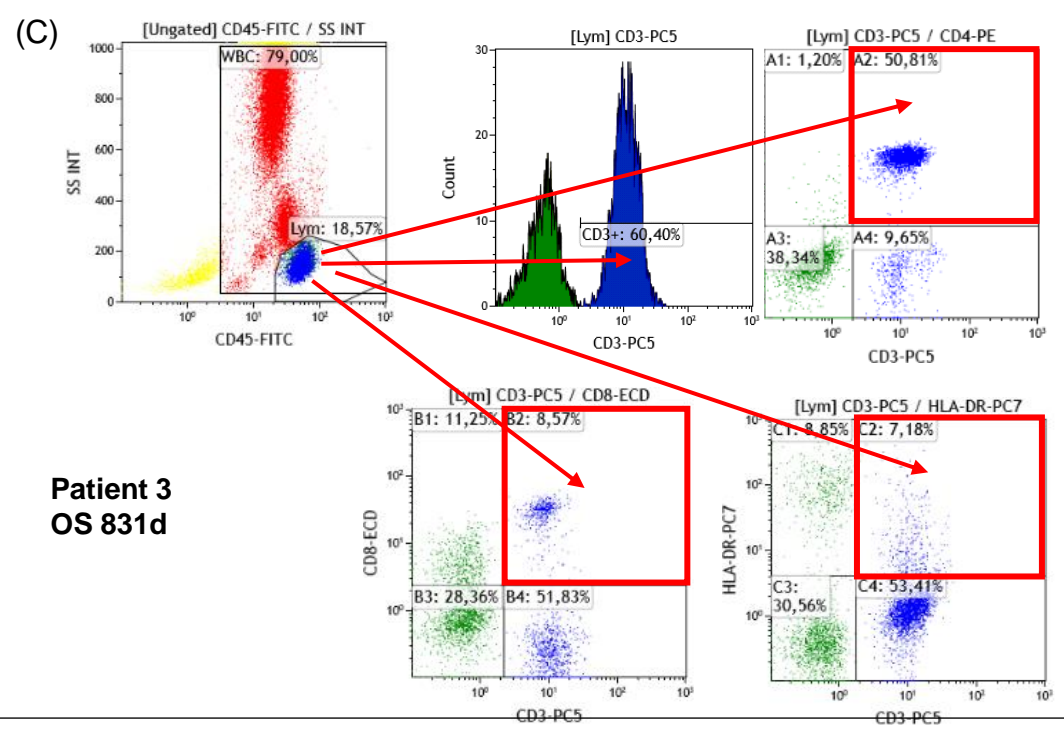 (C)
[Ungated] CD45-FITC / SS INT
WBC: 79,00%
Lym: 18,57%
1000
800
600
400
200
0
SS INT
10⁰
10¹
10²
10³
CD45-FITC
[Lym] CD3-PC5
CD3+: 60,40%
30
20
10
0
Count
10⁰
10¹
10²
10³
CD3-PC5
[Lym] CD3-PC5 / CD4-PE
A1: 1,20%
A2: 50,81%
A3:
38,34%
A4: 9,65%
10⁰
10¹
10²
10³
CD3-PC5
Patient 3
OS 831d
[Lym] CD3-PC5 / CD8-ECD
B1: 11,25%
B2: 8,57%
B3: 28,36%
B4: 51,83%
10³
10²
10¹
10⁰
CD8-ECD
10⁰
10¹
10²
10³
CD3-PC5
[Lym] CD3-PC5 / HLA-DR-PC7
C1: 8,85%
C2: 7,18%
C3:
30,56%
C4: 53,41%
10²
10¹
10⁰
HLA-DR-PC7
10⁰
10¹
10²
10³
CD3-PC5